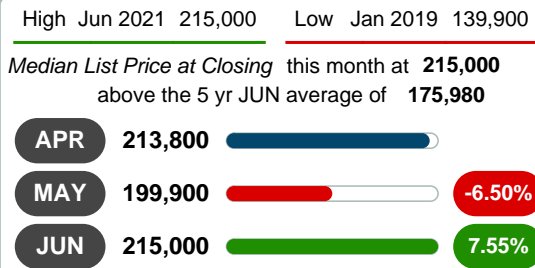 High Jun 2021 215,000 Low Jan 2019 139,900
Median List Price at Closing this month at 215,000
above the 5 yr JUN average of 175,980
APR 213,800
MAY 199,900 -6.50%
JUN 215,000 7.55%